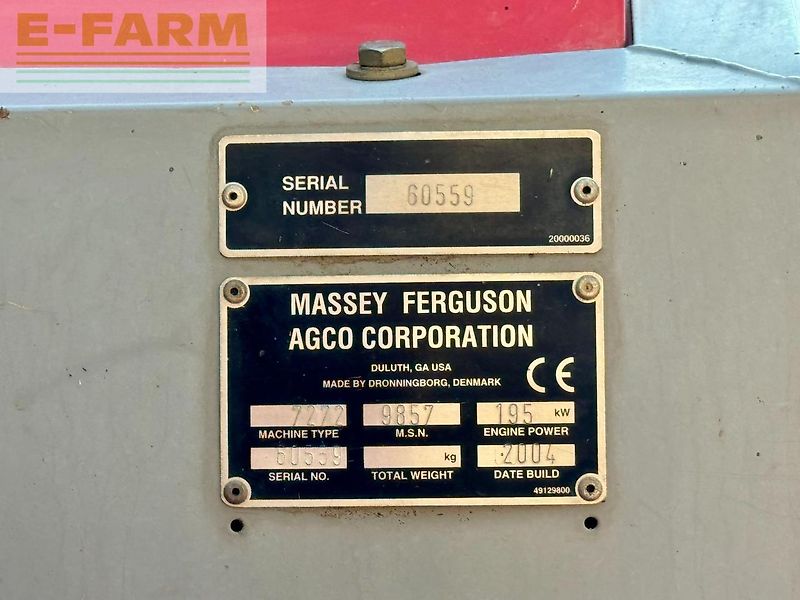 E-FARM
SERIAL
NUMBER 60559
20000036
MASSEY FERGUSON
AGCO CORPORATION
DULUTH, GA USA
MADE BY DRONNINGBORG, DENMARK
CE
7272 9857 195 kW
MACHINE TYPE M.S.N. ENGINE POWER
60559 kg 2004
SERIAL NO. TOTAL WEIGHT DATE BUILD
49129800